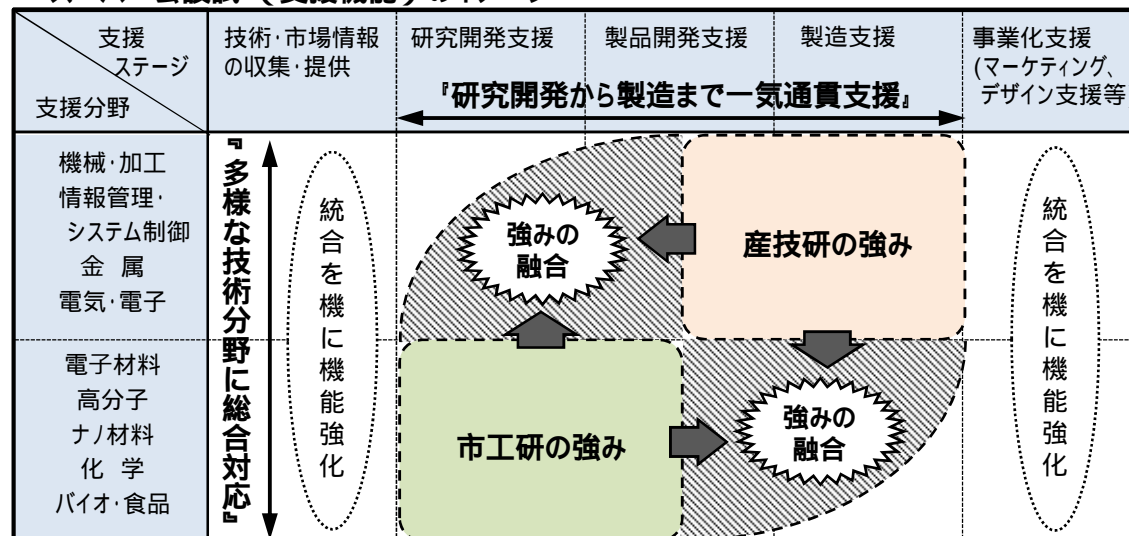 支援
ステージ
支援分野
技術・市場情報
の収集・提供
研究開発支援
製品開発支援
製造支援
事業化支援
(マーケティング、
デザイン支援等
『研究開発から製造まで一気通貫支援』
機械・加工
情報管理・
システム制御
金 属
電気・電子
電子材料
高分子
ナノ材料
化 学
バイオ・食品
『多様な技術分野に総合対応』
統合を機に機能強化
強みの
融合
産技研の強み
市工研の強み
強みの
融合
統合を機に機能強化